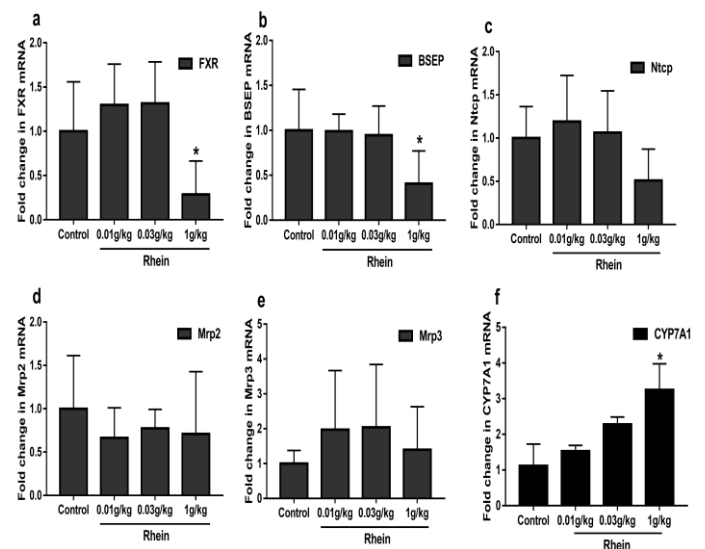 a
Fold change in FXR mRNA
2.0
1.5
1.0
0.5
0.0
FXR
*
Control 0.01g/kg 0.03g/kg 1g/kg
Rhein
b
Fold change in BSEP mRNA
2.0
1.5
1.0
0.5
0.0
BSEP
*
Control 0.01g/kg 0.03g/kg 1g/kg
Rhein
c
Fold change in Ntcp mRNA
2.0
1.5
1.0
0.5
0.0
Ntcp
Control 0.01g/kg 0.03g/kg 1g/kg
Rhein
d
Fold change in Mrp2 mRNA
2.0
1.5
1.0
0.5
0.0
Mrp2
Control 0.01g/kg 0.03g/kg 1g/kg
Rhein
e
Fold change in Mrp3 mRNA
5
4
3
2
1
0
Mrp3
Control 0.01g/kg 0.03g/kg 1g/kg
Rhein
f
Fold change in CYP7A1 mRNA
5
4
3
2
1
0
CYP7A1
*
Control 0.01g/kg 0.03g/kg 1g/kg
Rhein